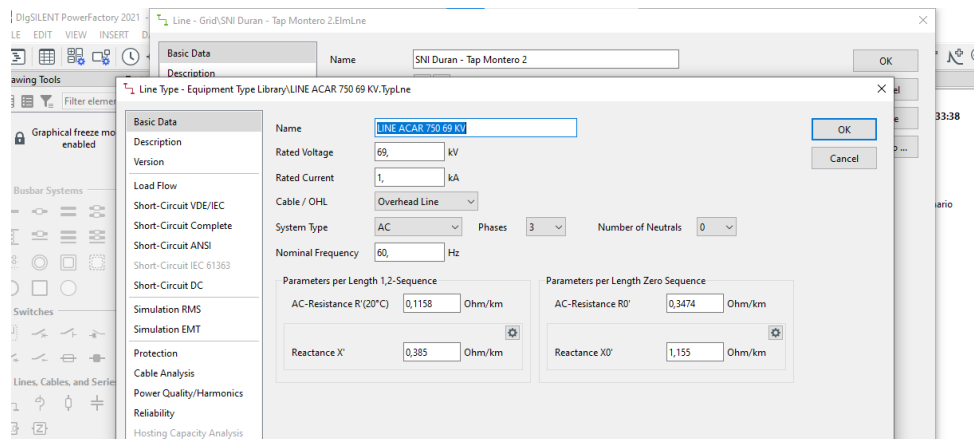 DIgSILENT PowerFactory 2021 -
Line - Grid\SNI Duran - Tap Montero 2.ElmLne
LE EDIT VIEW INSERT
Basic Data
Description
Name
SNI Duran - Tap Montero 2
OK
awing Tools
Filter elemen
Graphical freeze mo
enabled
33:38
ario
Busbar Systems
Switches
Lines, Cables, and Serie
Line Type - Equipment Type Library\LINE ACAR 750 69 KV.TypLne
Basic Data
Description
Version
Load Flow
Short-Circuit VDE/IEC
Short-Circuit Complete
Short-Circuit ANSI
Short-Circuit IEC 61363
Short-Circuit DC
Simulation RMS
Simulation EMT
Protection
Cable Analysis
Power Quality/Harmonics
Reliability
Hosting Capacity Analysis
Name LINE ACAR 750 69 KV
Rated Voltage 69, kV
Rated Current 1, kA
Cable / OHL Overhead Line
System Type AC Phases 3 Number of Neutrals 0
Nominal Frequency 60, Hz
Parameters per Length 1,2-Sequence
AC-Resistance R'(20°C) 0,1158 Ohm/km
Reactance X' 0,385 Ohm/km
Parameters per Length Zero Sequence
AC-Resistance R0' 0,3474 Ohm/km
Reactance X0' 1,155 Ohm/km
OK
Cancel